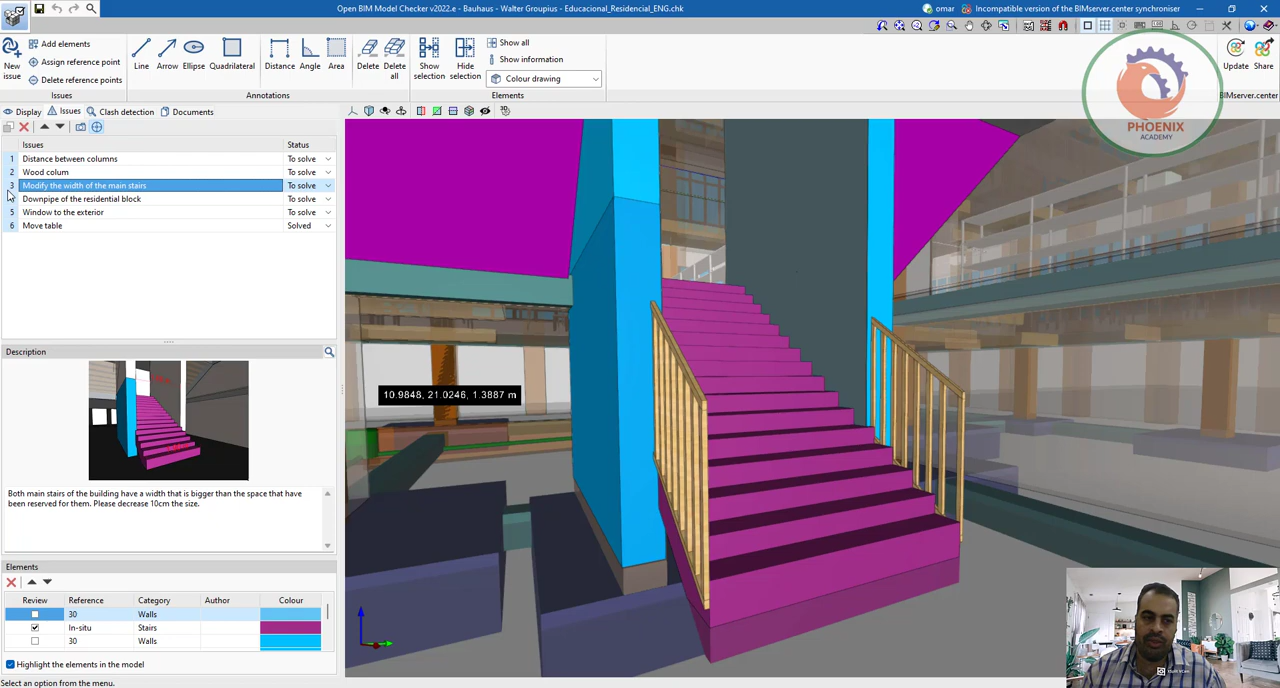 Open BIM Model Checker v2022.e - Bauhaus - Walter Groupius - Educacional_Residencial_ENG.chk
omar
Incompatible version of the BIMserver.center synchroniser
New issue
Add elements
Assign reference point
Delete reference points
Issues
Line
Arrow
Ellipse
Quadrilateral
Distance
Angle
Area
Delete
Delete all
Annotations
Show selection
Hide selection
Show all
Show information
Colour drawing
Elements
Update
Share
BIMserver.center
PHOENIX
ACADEMY
Display
Issues
Clash detection
Documents
Issues Status
1 Distance between columns To solve
2 Wood colum To solve
3 Modify the width of the main stairs To solve
Downpipe of the residential block To solve
5 Window to the exterior To solve
6 Move table Solved
Description
Both main stairs of the building have a width that is bigger than the space that have
been reserved for them. Please decrease 10cm the size.
10.9848, 21.0246, 1.3887 m
Elements
Review Reference Category Author Colour
30 Walls
In-situ Stairs
30 Walls
Highlight the elements in the model
Select an option from the menu.